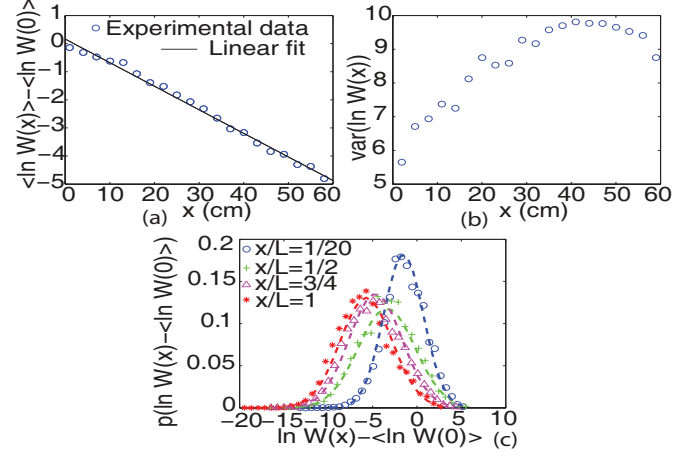 Experimental data
Linear fit
<ln W(x)>-<ln W(0)>
1
0
-1
-2
-3
-4
-5
0 10 20 30 40 50 60
x (cm)
(a)
var(ln W(x))
10
9
8
7
6
5
0 10 20 30 40 50 60
x (cm)
(b)
p(ln W(x)-<ln W(0)>)
0.2
0.15
0.1
0.05
0
x/L=1/20
x/L=1/2
x/L=3/4
x/L=1
-20 -15 -10 -5 0 5 10
ln W(x)-<ln W(0)> (c)